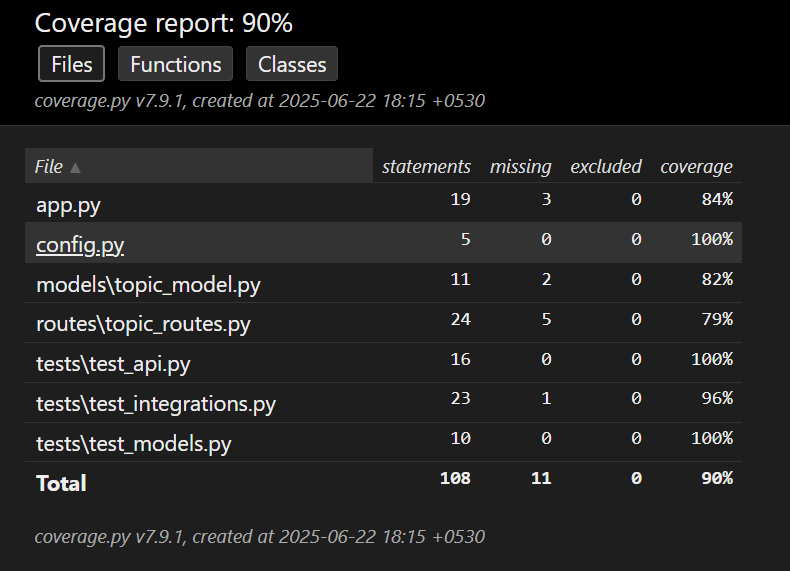 Coverage report: 90%
Files Functions Classes
coverage.py v7.9.1, created at 2025-06-22 18:15 +0530
File ▲ statements missing excluded coverage
app.py 19 3 0 84%
config.py 5 0 0 100%
models\topic_model.py 11 2 0 82%
routes\topic_routes.py 24 5 0 79%
tests\test_api.py 16 0 0 100%
tests\test_integrations.py 23 1 0 96%
tests\test_models.py 10 0 0 100%
Total 108 11 0 90%
coverage.py v7.9.1, created at 2025-06-22 18:15 +0530